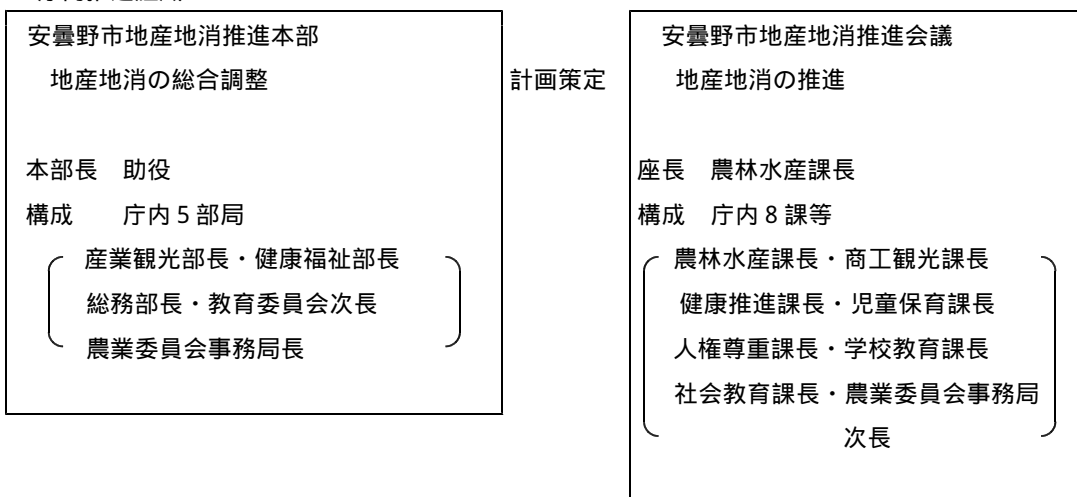 安曇野市地産地消推進本部
地産地消の総合調整
本部長 助役
構成 庁内5部局
産業観光部長・健康福祉部長
総務部長・教育委員会次長
農業委員会事務局長
計画策定
安曇野市地産地消推進会議
地産地消の推進
座長 農林水産課長
構成 庁内8課等
農林水産課長・商工観光課長
健康推進課長・児童保育課長
人権尊重課長・学校教育課長
社会教育課長・農業委員会事務局
次長